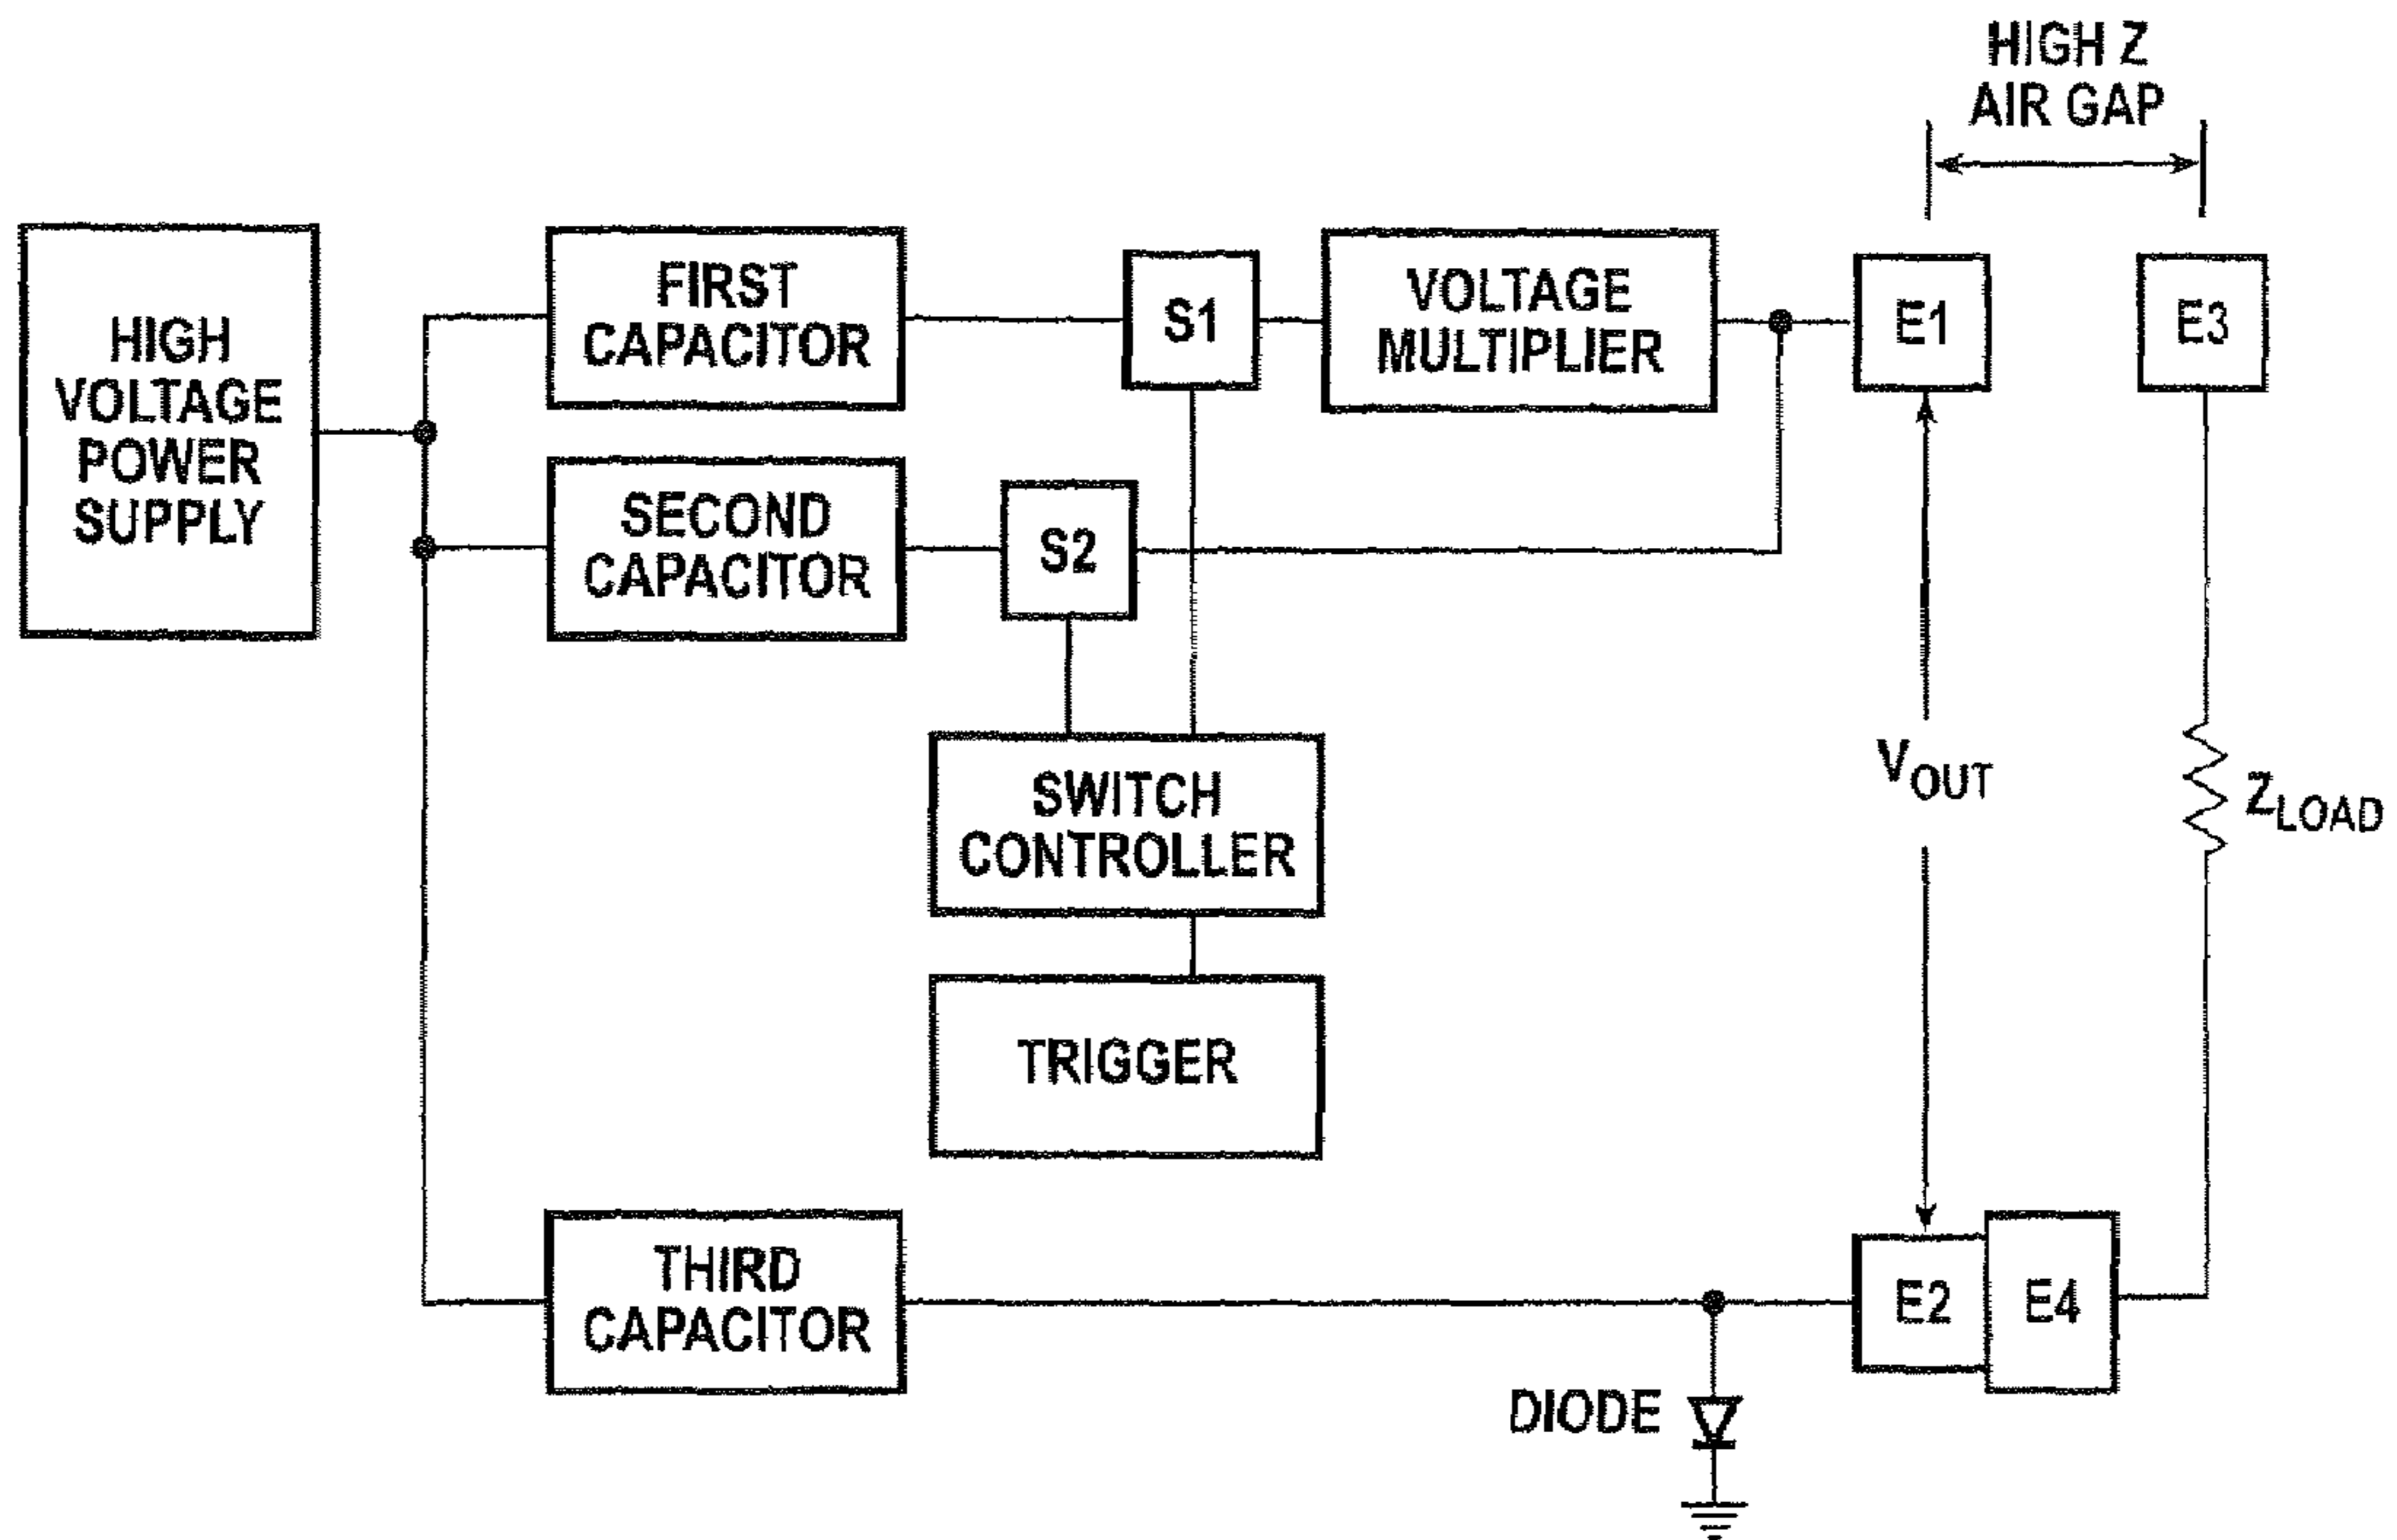 HIGH Z
AIR GAP
HIGH
VOLTAGE
POWER
SUPPLY
FIRST
CAPACITOR
S1
VOLTAGE
MULTIPLIER
E1
E3
SECOND
CAPACITOR
S2
SWITCH
CONTROLLER
VOUT
ZLOAD
TRIGGER
THIRD
CAPACITOR
E2
E4
DIODE